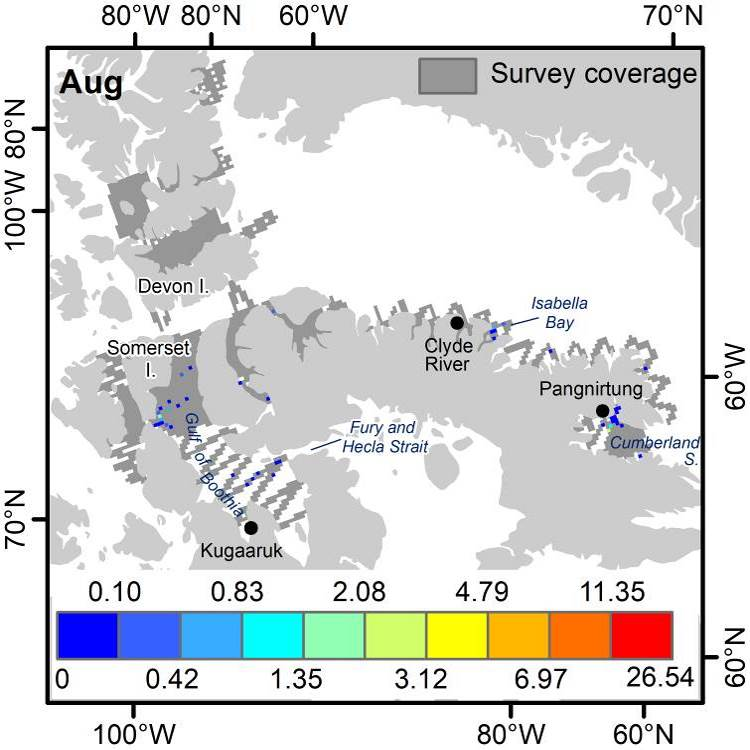 80°W 80°N 60°W 70°N
Aug
Survey coverage
80°N
100°W
Devon I.
Isabella
Bay
Somerset
I.
Clyde
River
60°W
Pangnirtung
Gulf of Boothia
Fury and
Hecla Strait
Cumberland
S.
70°N
Kugaaruk
0.10 0.83 2.08 4.79 11.35
0 0.42 1.35 3.12 6.97 26.54
60°N
100°W 80°W 60°N